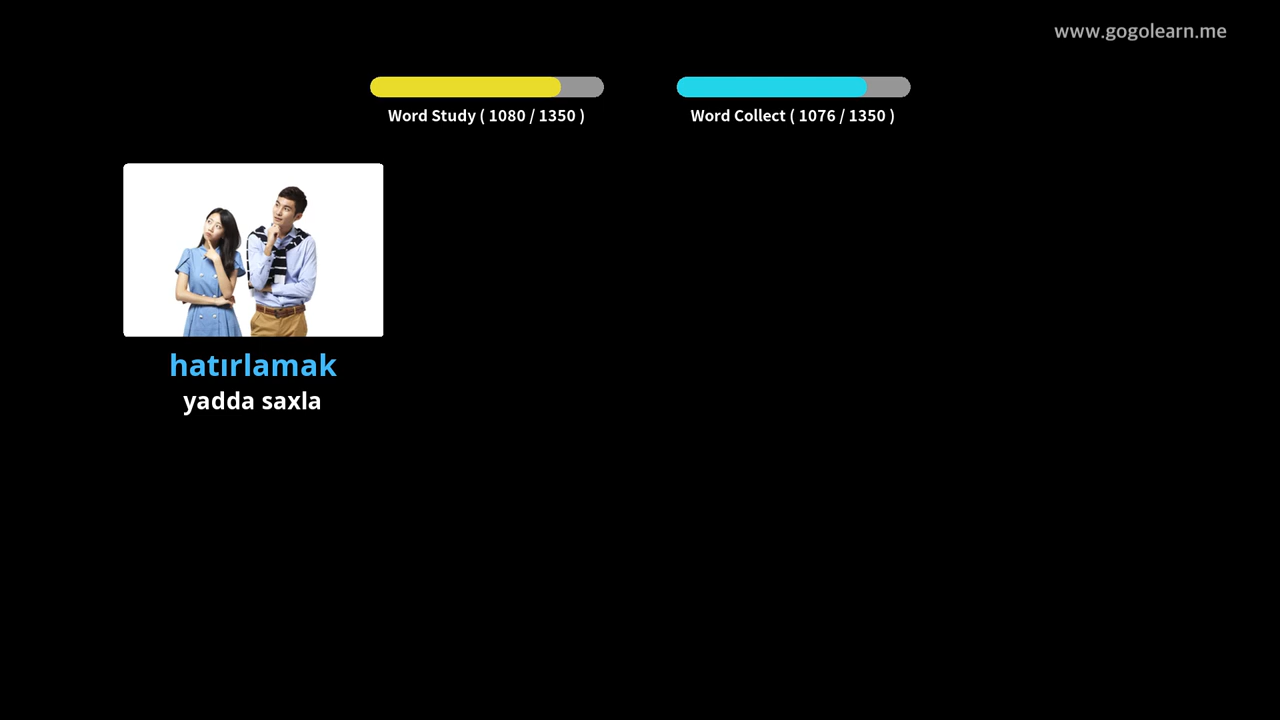 www.gogolearn.me
Word Study ( 1080 / 1350 )
Word Collect ( 1076 / 1350 )
hatırlamak
yadda saxla